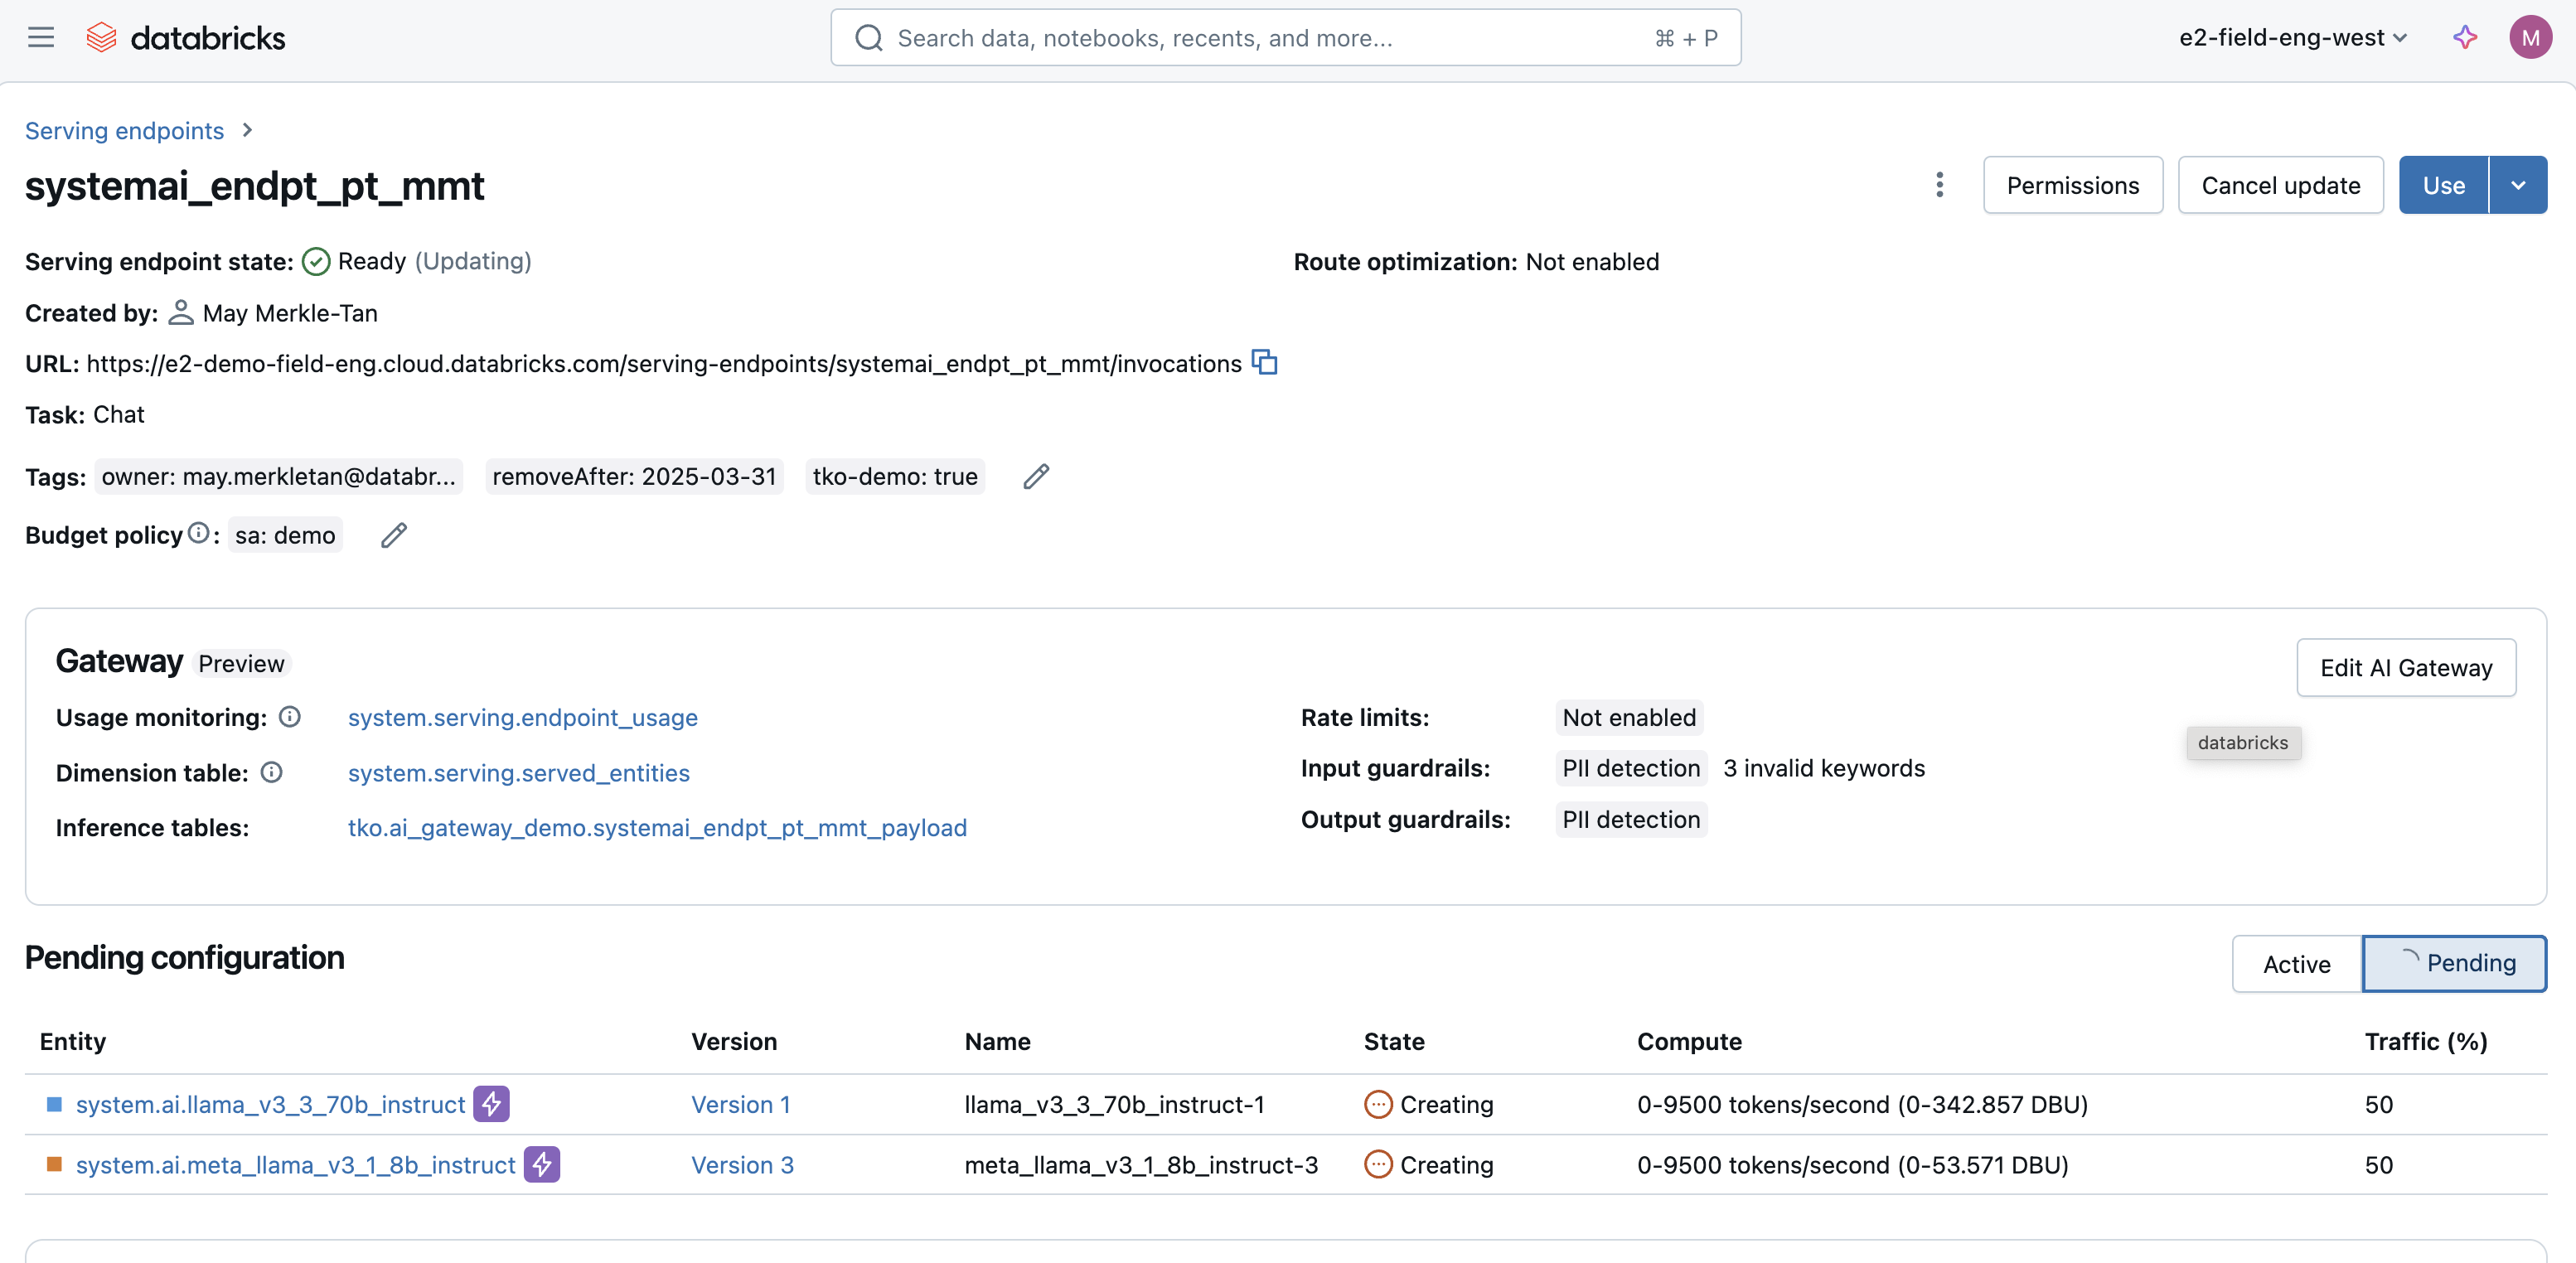 databricks
Search data, notebooks, recents, and more...
⌘ + P
e2-field-eng-west
M
Serving endpoints
systemai_endpt_pt_mmt
Permissions
Cancel update
Use
Serving endpoint state: Ready (Updating)
Route optimization: Not enabled
Created by: May Merkle-Tan
URL: https://e2-demo-field-eng.cloud.databricks.com/serving-endpoints/systemai_endpt_pt_mmt/invocations
Task: Chat
Tags: owner: may.merkletan@databr... removeAfter: 2025-03-31 tko-demo: true
Budget policy : sa: demo
Gateway Preview
Edit AI Gateway
Usage monitoring: system.serving.endpoint_usage
Dimension table: system.serving.served_entities
Inference tables: tko.ai_gateway_demo.systemai_endpt_pt_mmt_payload
Rate limits: Not enabled
Input guardrails: PII detection 3 invalid keywords
Output guardrails: PII detection
databricks
Pending configuration
Active
Pending
Entity Version Name State Compute Traffic (%)
system.ai.llama_v3_3_70b_instruct Version 1 llama_v3_3_70b_instruct-1 Creating 0-9500 tokens/second (0-342.857 DBU) 50
system.ai.meta_llama_v3_1_8b_instruct Version 3 meta_llama_v3_1_8b_instruct-3 Creating 0-9500 tokens/second (0-53.571 DBU) 50